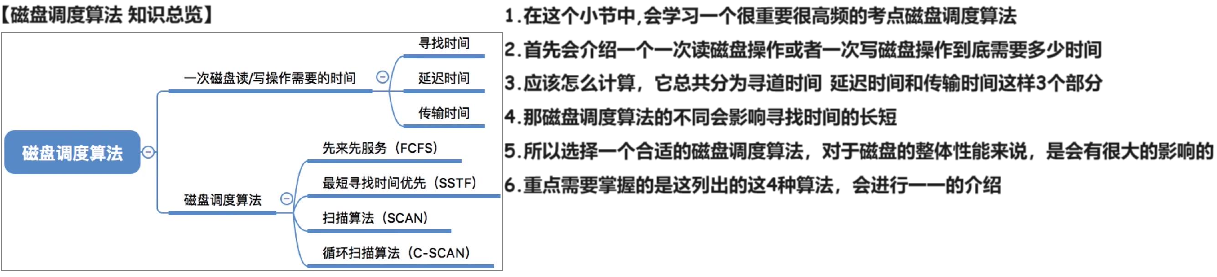 【磁盘调度算法 知识总览】
磁盘调度算法
一次磁盘读/写操作需要的时间
寻找时间
延迟时间
传输时间
磁盘调度算法
先来先服务（FCFS）
最短寻找时间优先（SSTF）
扫描算法（SCAN）
循环扫描算法（C-SCAN）
1.在这个小节中,会学习一个很重要很高频的考点磁盘调度算法
2.首先会介绍一个一次读磁盘操作或者一次写磁盘操作到底需要多少时间
3.应该怎么计算，它总共分为寻道时间 延迟时间和传输时间这样3个部分
4.那磁盘调度算法的不同会影响寻找时间的长短
5.所以选择一个合适的磁盘调度算法，对于磁盘的整体性能来说，是会有很大的影响的
6.重点需要掌握的是这列出的这4种算法，会进行一一的介绍